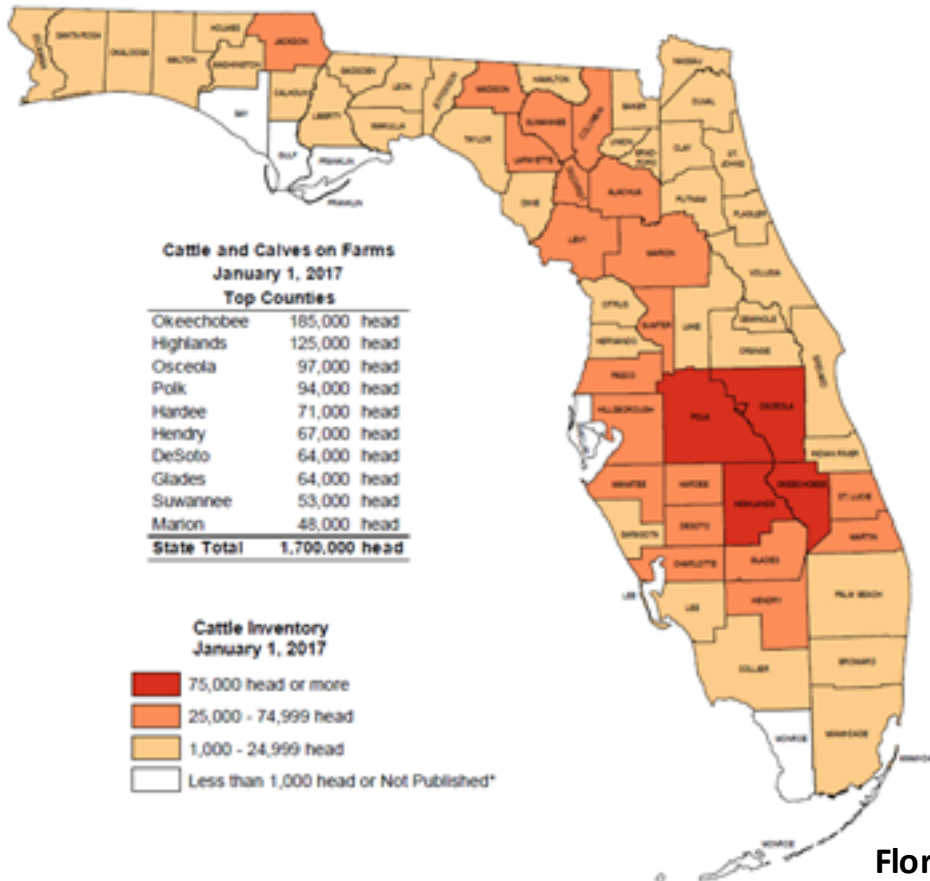 HOLMES
JACKSON
SANTA ROSA
OKALOOSA
WALTON
WASHINGTON
GADSDEN
LEON
MADISON
HAMILTON
NASSAU
CALHOUN
LIBERTY
JEFFERSON
SUWANNEE
COLUMBIA
BAKER
DUVAL
BAY
WAKULLA
TAYLOR
UNION
BRAD-
FORD
CLAY
ST.
JOHNS
GULF
FRANKLIN
LAFAYETTE
FRANKLIN
DIXIE
ALACHUA
PUTNAM
FLAGLER
LEVY
MARION
VOLUSIA
Cattle and Calves on Farms
January 1, 2017
Top Counties
Okeechobee 185,000 head
Highlands 125,000 head
Osceola 97,000 head
Polk 94,000 head
Hardee 71,000 head
Hendry 67,000 head
DeSoto 64,000 head
Glades 64,000 head
Suwannee 53,000 head
Marion 48,000 head
State Total 1,700,000 head
CITRUS
SUMTER
LAKE
SEMINOLE
HERNANDO
ORANGE
PASCO
BREVARD
HILLSBOROUGH
POLK
OSCEOLA
INDIAN RIVER
MANATEE
HARDEE
HIGHLANDS
OKEECHOBEE
ST. LUCIE
SARASOTA
DESOTO
MARTIN
CHARLOTTE
GLADES
LEE
LEE
HENDRY
PALM BEACH
COLLIER
BROWARD
MONROE
MIAMI-DADE
MONROE
Cattle Inventory
January 1, 2017
75,000 head or more
25,000 - 74,999 head
1,000 - 24,999 head
Less than 1,000 head or Not Published*
Flor